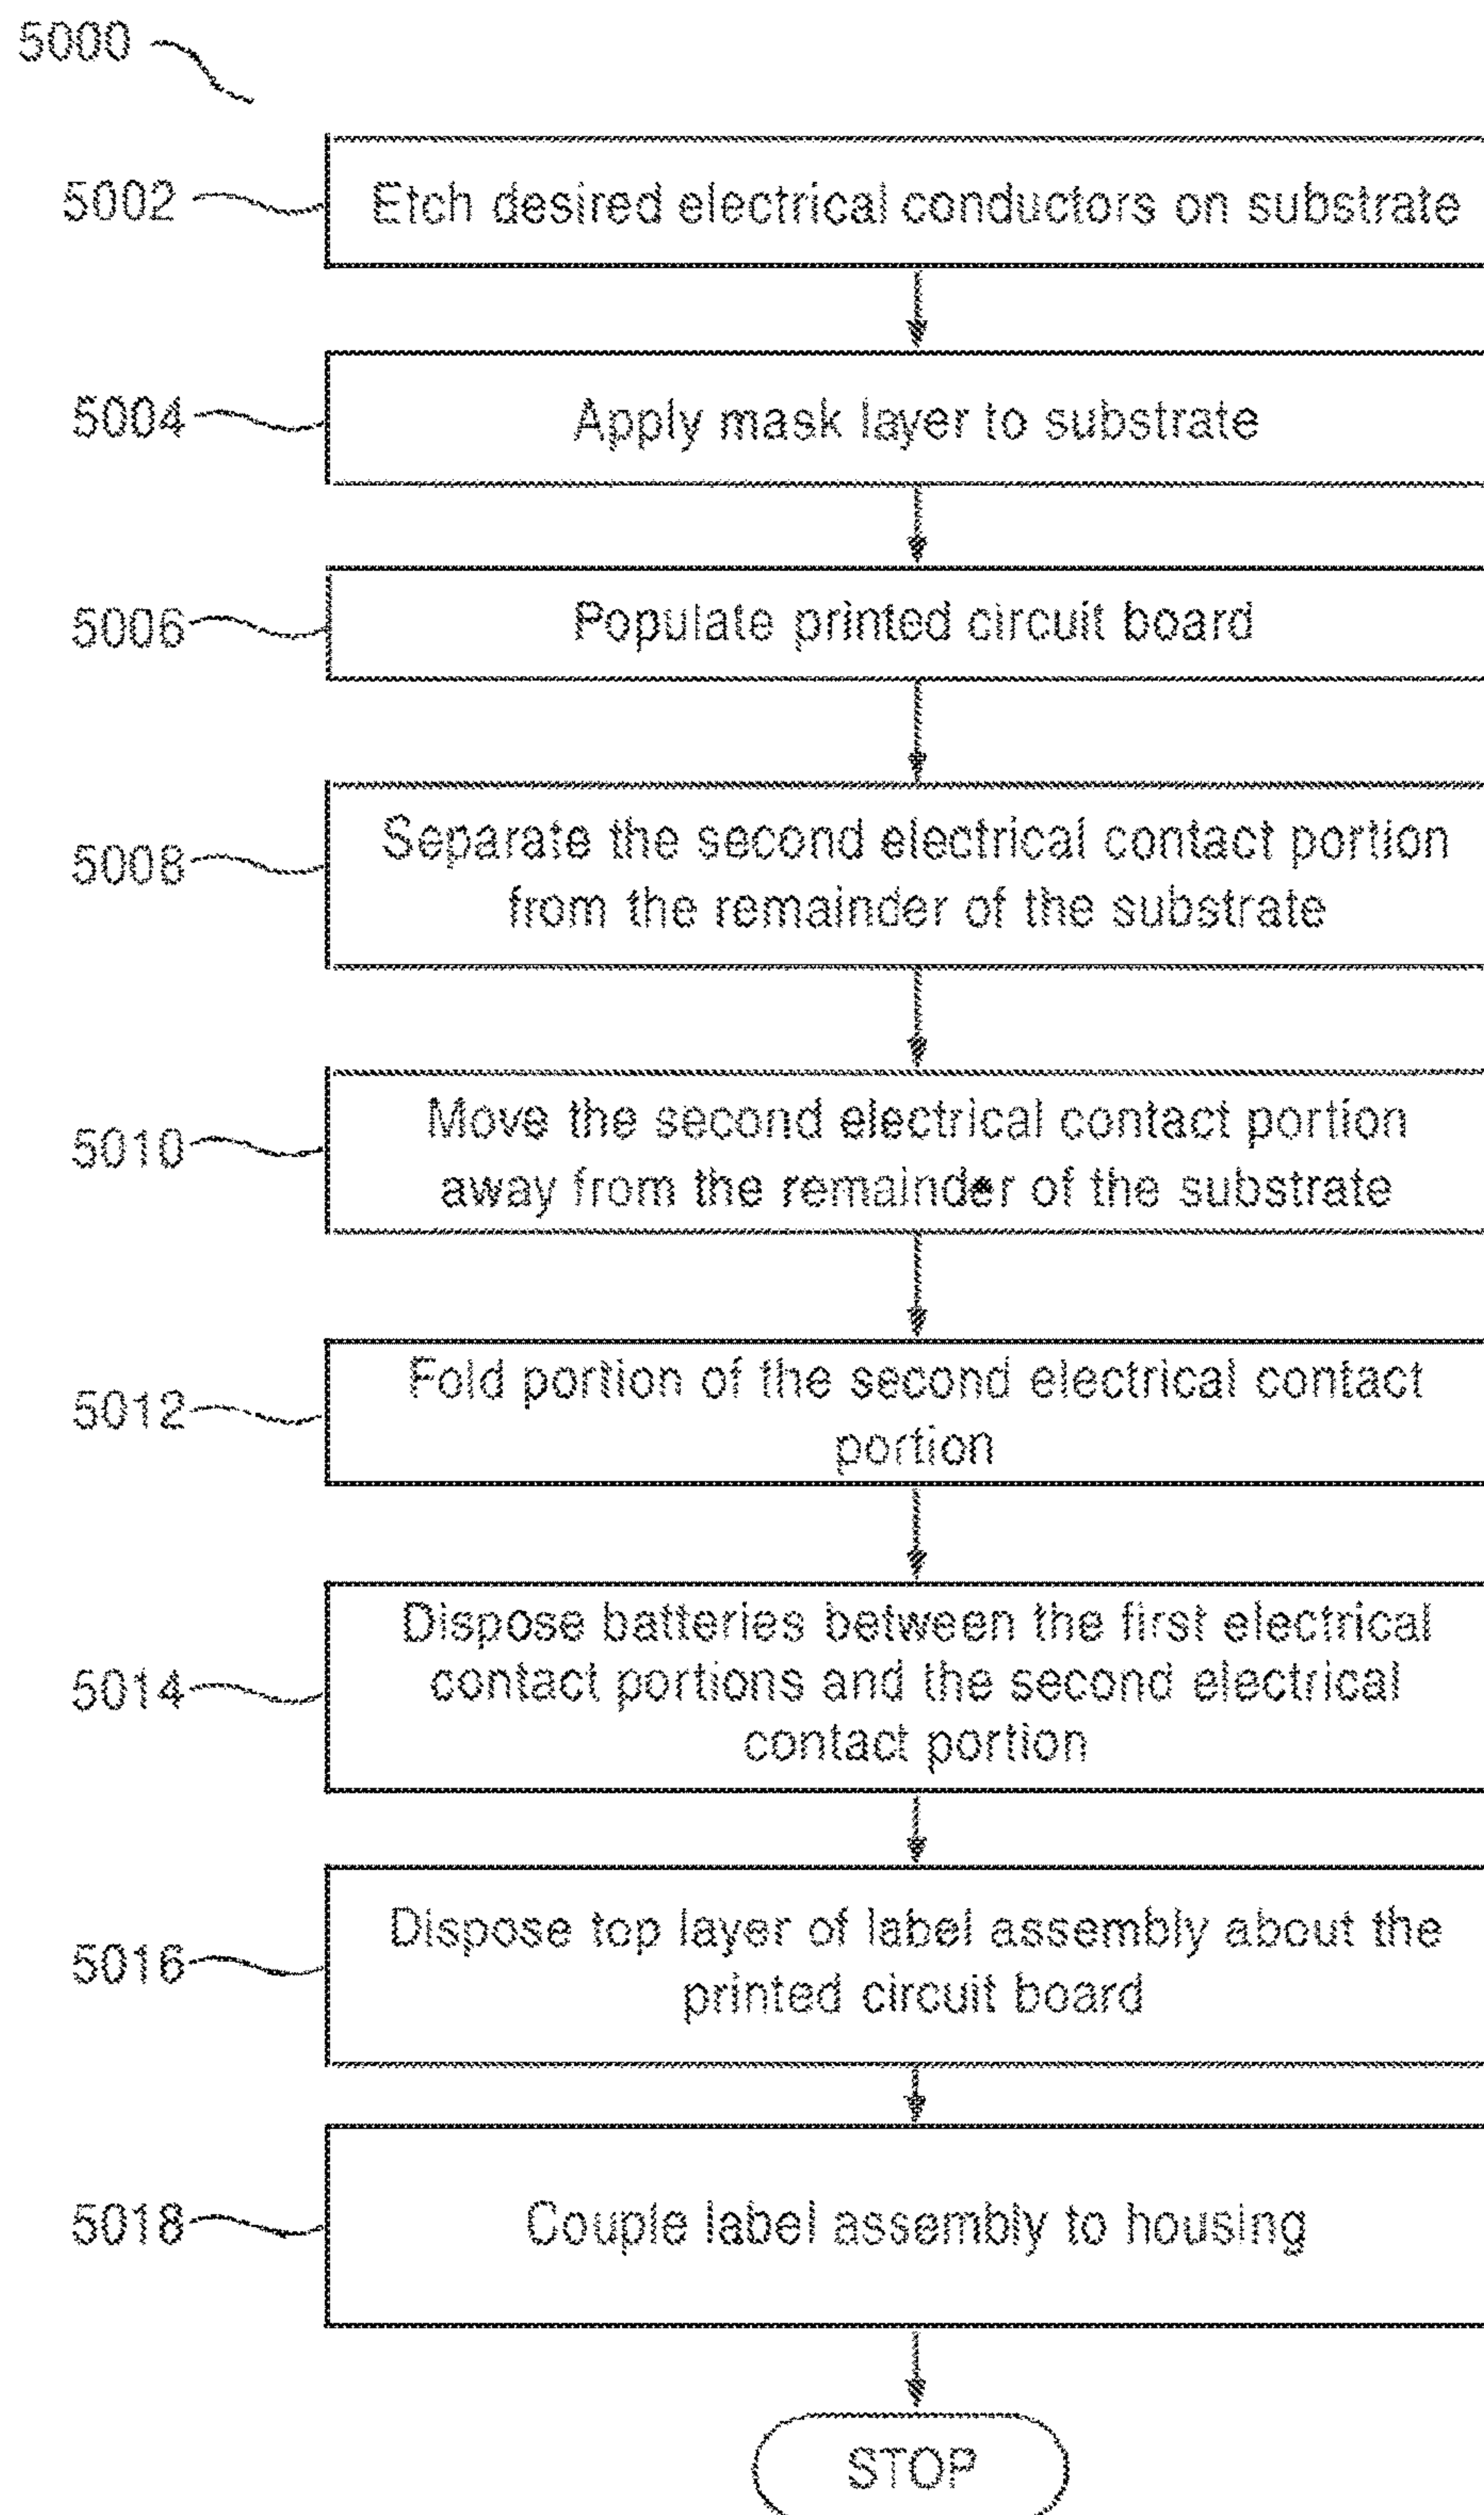 5000
5002
Etch desired electrical conductors on substrate
5004
Apply mask layer to substrate
5006
Populate printed circuit board
5008
Separate the second electrical contact portion
from the remainder of the substrate
5010
Move the second electrical contact portion
away from the remainder of the substrate
5012
Fold portion of the second electrical contact
portion
5014
Dispose batteries between the first electrical
contact portions and the second electrical
contact portion
5016
Dispose top layer of label assembly about the
printed circuit board
5018
Couple label assembly to housing
STOP